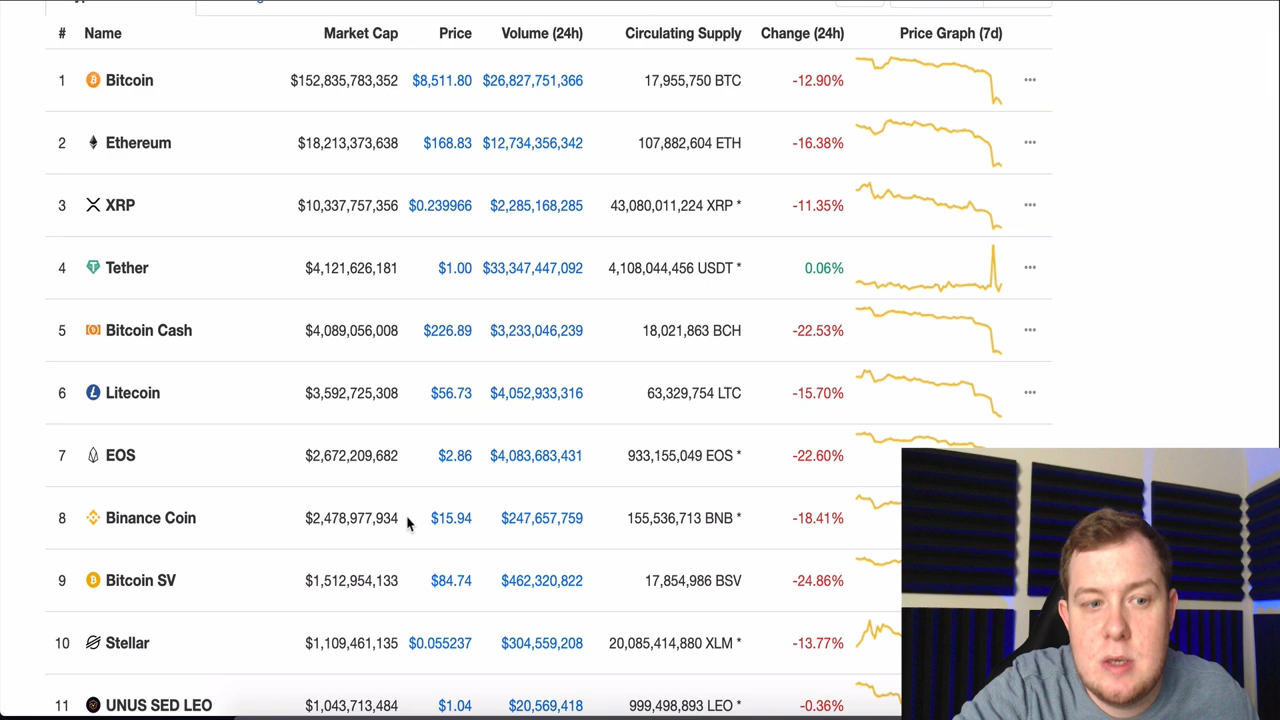 # Name Market Cap Price Volume (24h) Circulating Supply Change (24h) Price Graph (7d)
1 Bitcoin $152,835,783,352 $8,511.80 $26,827,751,366 17,955,750 BTC -12.90%
2 Ethereum $18,213,373,638 $168.83 $12,734,356,342 107,882,604 ETH -16.38%
3 XRP $10,337,757,356 $0.239966 $2,285,168,285 43,080,011,224 XRP * -11.35%
4 Tether $4,121,626,181 $1.00 $33,347,447,092 4,108,044,456 USDT * 0.06%
5 Bitcoin Cash $4,089,056,008 $226.89 $3,233,046,239 18,021,863 BCH -22.53%
6 Litecoin $3,592,725,308 $56.73 $4,052,933,316 63,329,754 LTC -15.70%
7 EOS $2,672,209,682 $2.86 $4,083,683,431 933,155,049 EOS * -22.60%
8 Binance Coin $2,478,977,934 $15.94 $247,657,759 155,536,713 BNB * -18.41%
9 Bitcoin SV $1,512,954,133 $84.74 $462,320,822 17,854,986 BSV -24.86%
10 Stellar $1,109,461,135 $0.055237 $304,559,208 20,085,414,880 XLM * -13.77%
11 UNUS SED LEO $1,043,713,484 $1.04 $20,569,418 999,498,893 LEO * -0.36%